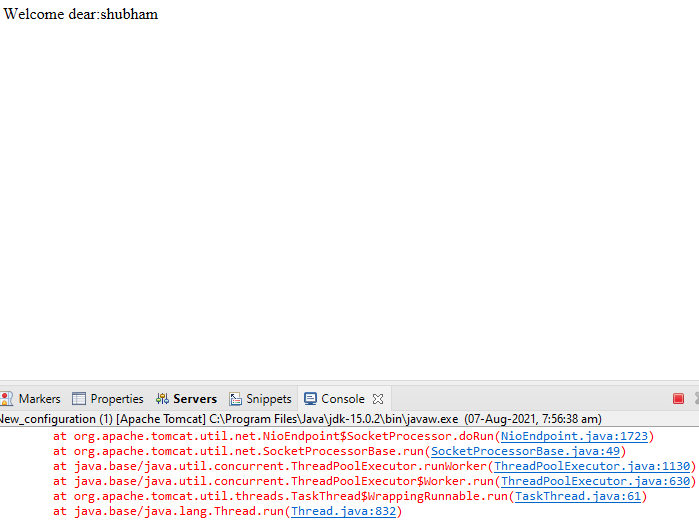 Welcome dear:shubham
Markers Properties Servers Snippets Console
New_configuration (1) [Apache Tomcat] C:\Program Files\Java\jdk-15.0.2\bin\javaw.exe (07-Aug-2021, 7:56:38 am)
at org.apache.tomcat.util.net.NioEndpoint$SocketProcessor.doRun(NioEndpoint.java:1723)
at org.apache.tomcat.util.net.SocketProcessorBase.run(SocketProcessorBase.java:49)
at java.base/java.util.concurrent.ThreadPoolExecutor.runWorker(ThreadPoolExecutor.java:1130)
at java.base/java.util.concurrent.ThreadPoolExecutor$Worker.run(ThreadPoolExecutor.java:630)
at org.apache.tomcat.util.threads.TaskThread$WrappingRunnable.run(TaskThread.java:61)
at java.base/java.lang.Thread.run(Thread.java:832)